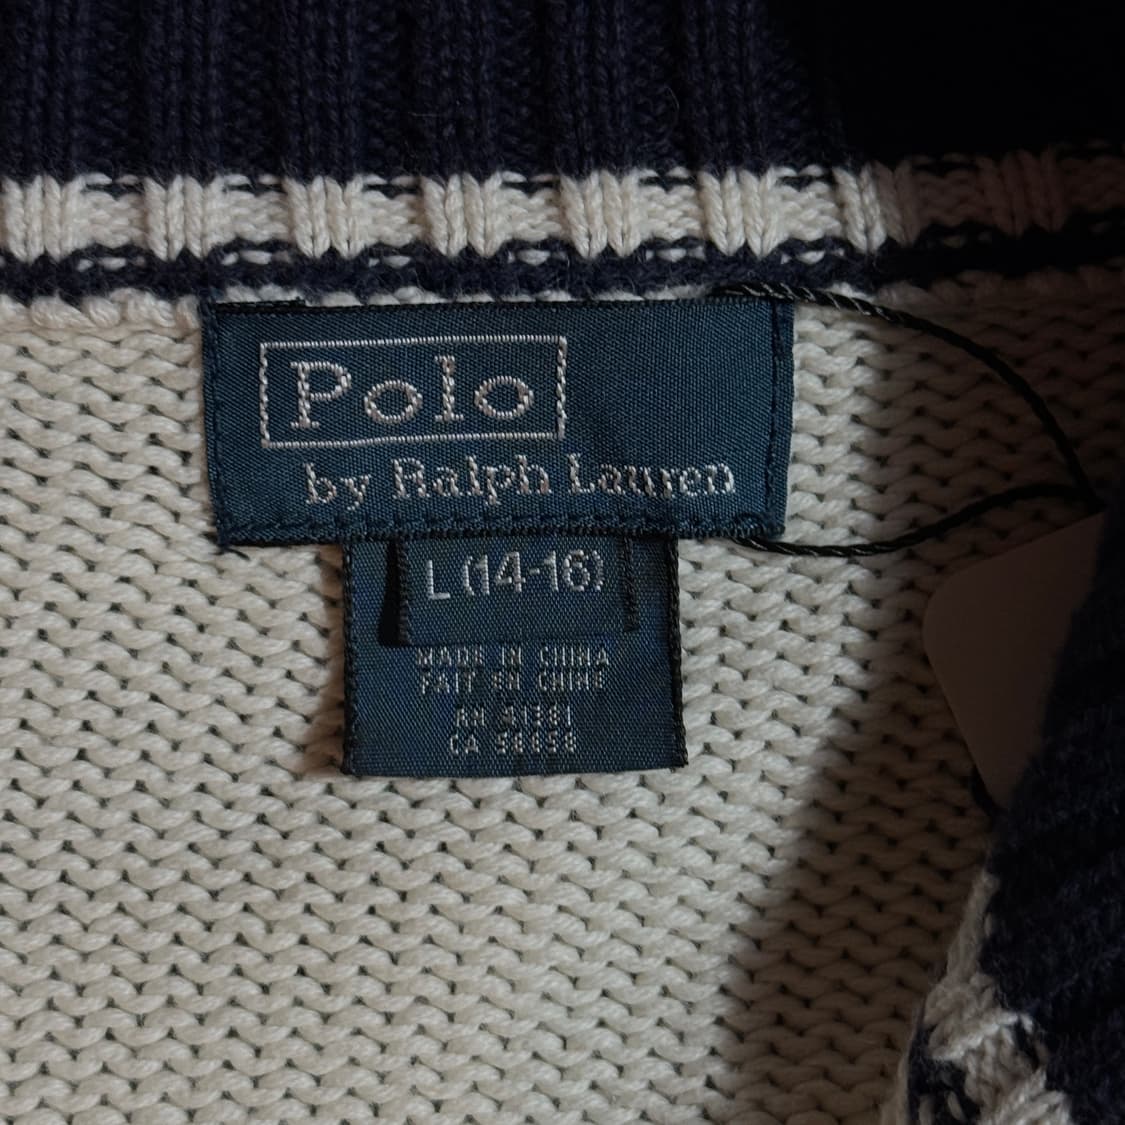 Polo
by Ralph Lauren
L (14-16)
MADE IN CHINA
FAIT EN CHINE
RN 41381
CA 56658